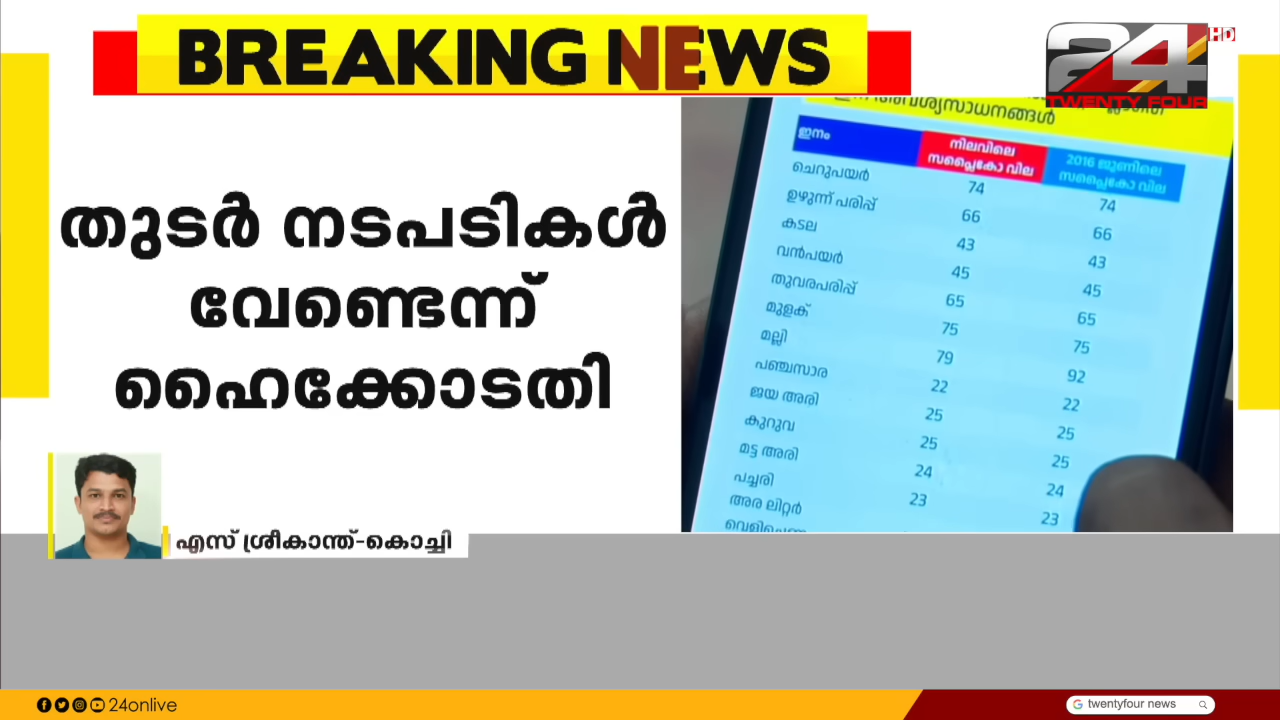 BREAKING NEWS
24
HD
TWENTY FOUR
തുടർ നടപടികൾ
വേണ്ടെന്ന്
ഹൈക്കോടതി
ഇനം
നിലവിലെ
സപ്ലൈകോ വില
2016 ജൂണിലെ
സപ്ലൈകോ വില
ചെറുപയർ 74 74
ഉഴുന്ന് പരിപ്പ് 66 66
കടല 43 43
വൻപയർ 45 45
തുവരപരിപ്പ് 65 65
മുളക് 75 75
മല്ലി 79 92
പഞ്ചസാര 22 22
ജയ അരി 25 25
കുറുവ 25 25
മട്ട അരി 24 24
പച്ചരി 23 23
അര ലിറ്റർ
എസ് ശ്രീകാന്ത്-കൊച്ചി
24onlive
twentyfour news